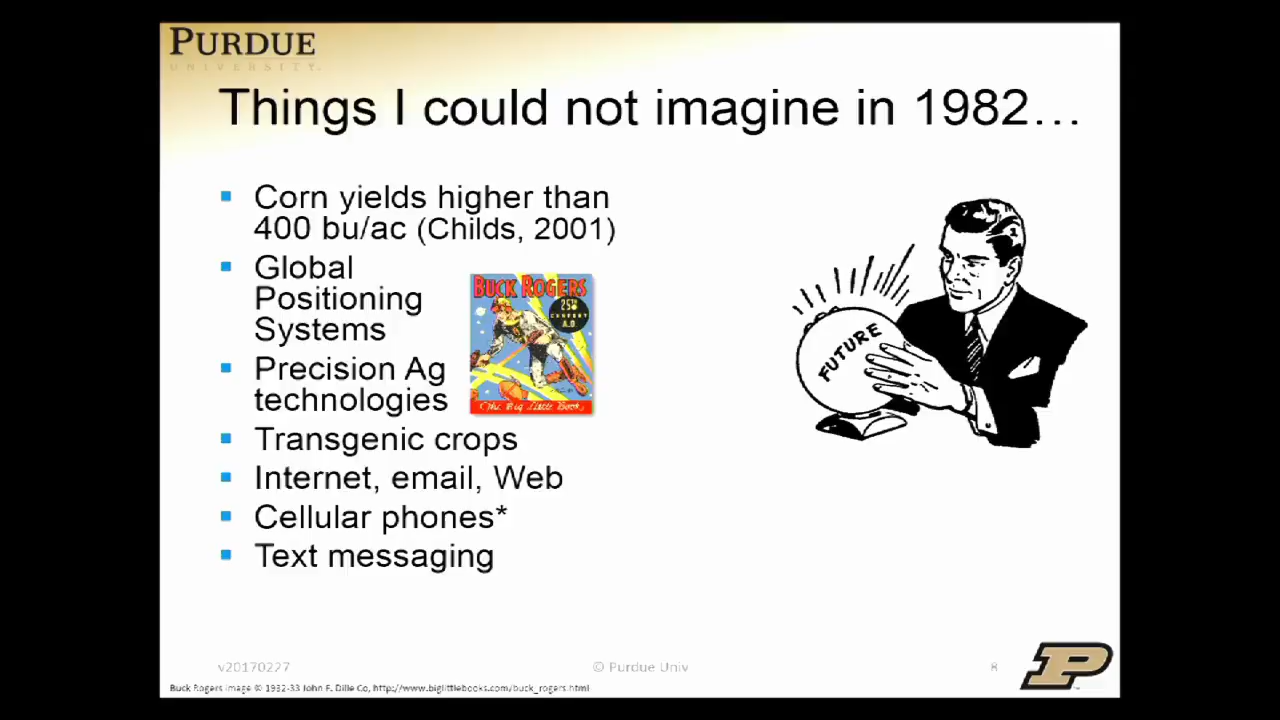 PURDUE
UNIVERSITY
Things I could not imagine in 1982…
Corn yields higher than
400 bu/ac (Childs, 2001)
Global
Positioning
Systems
Precision Ag
technologies
Transgenic crops
Internet, email, Web
Cellular phones*
Text messaging
BUCK ROGERS
25th
CENTURY
A.D.
The Big Little Book
FUTURE
v20170227
© Purdue Univ
8
P
Buck Rogers image © 1932-33 John F. Dille Co, http://www.biglittlebooks.com/buck_rogers.html